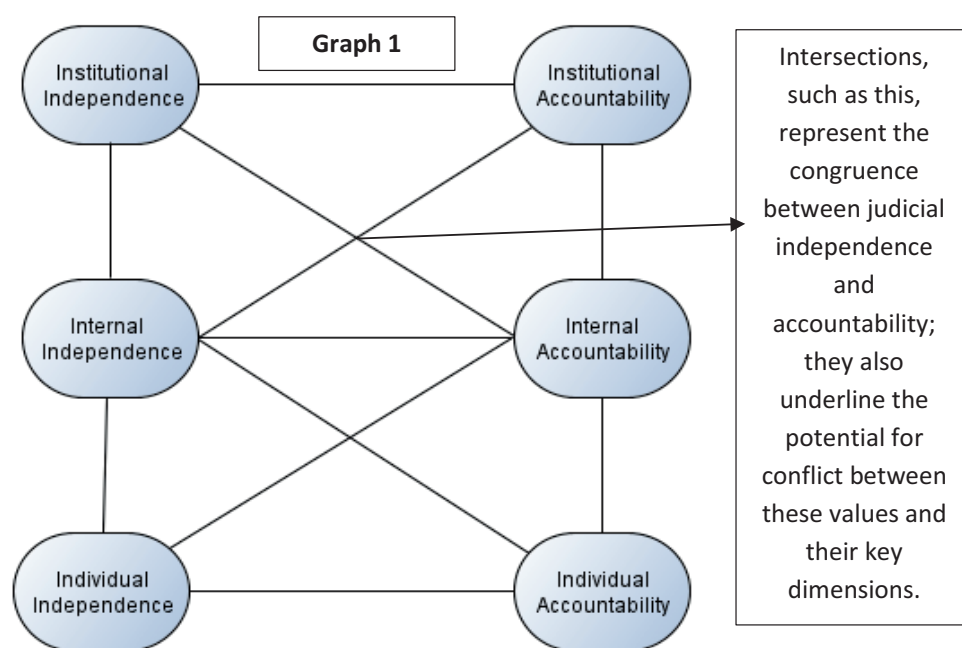 Graph 1
Institutional
Independence
Institutional
Accountability
Internal
Independence
Internal
Accountability
Individual
Independence
Individual
Accountability
Intersections,
such as this,
represent the
congruence
between judicial
independence
and
accountability;
they also
underline the
potential for
conflict between
these values and
their key
dimensions.